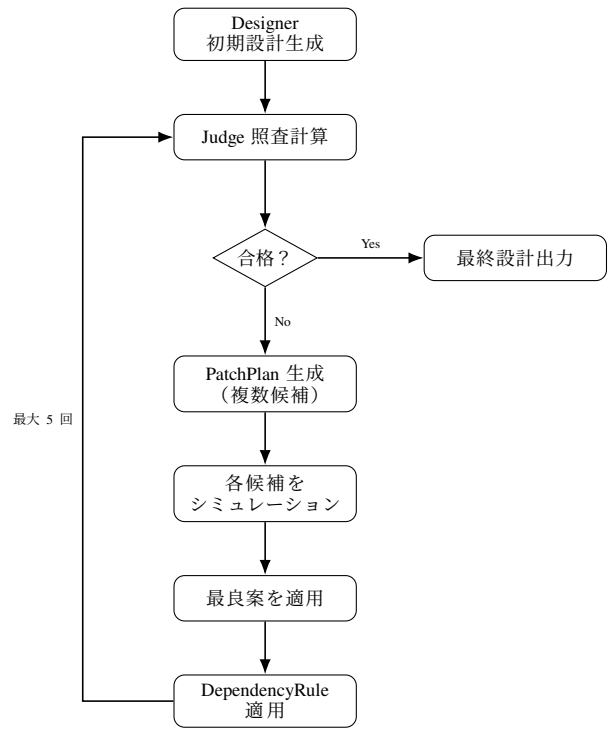 Designer
初期設計生成
Judge 照査計算
合格？
Yes
最終設計出力
No
PatchPlan 生成
（複数候補）
最大 5 回
各候補を
シミュレーション
最良案を適用
DependencyRule
適用